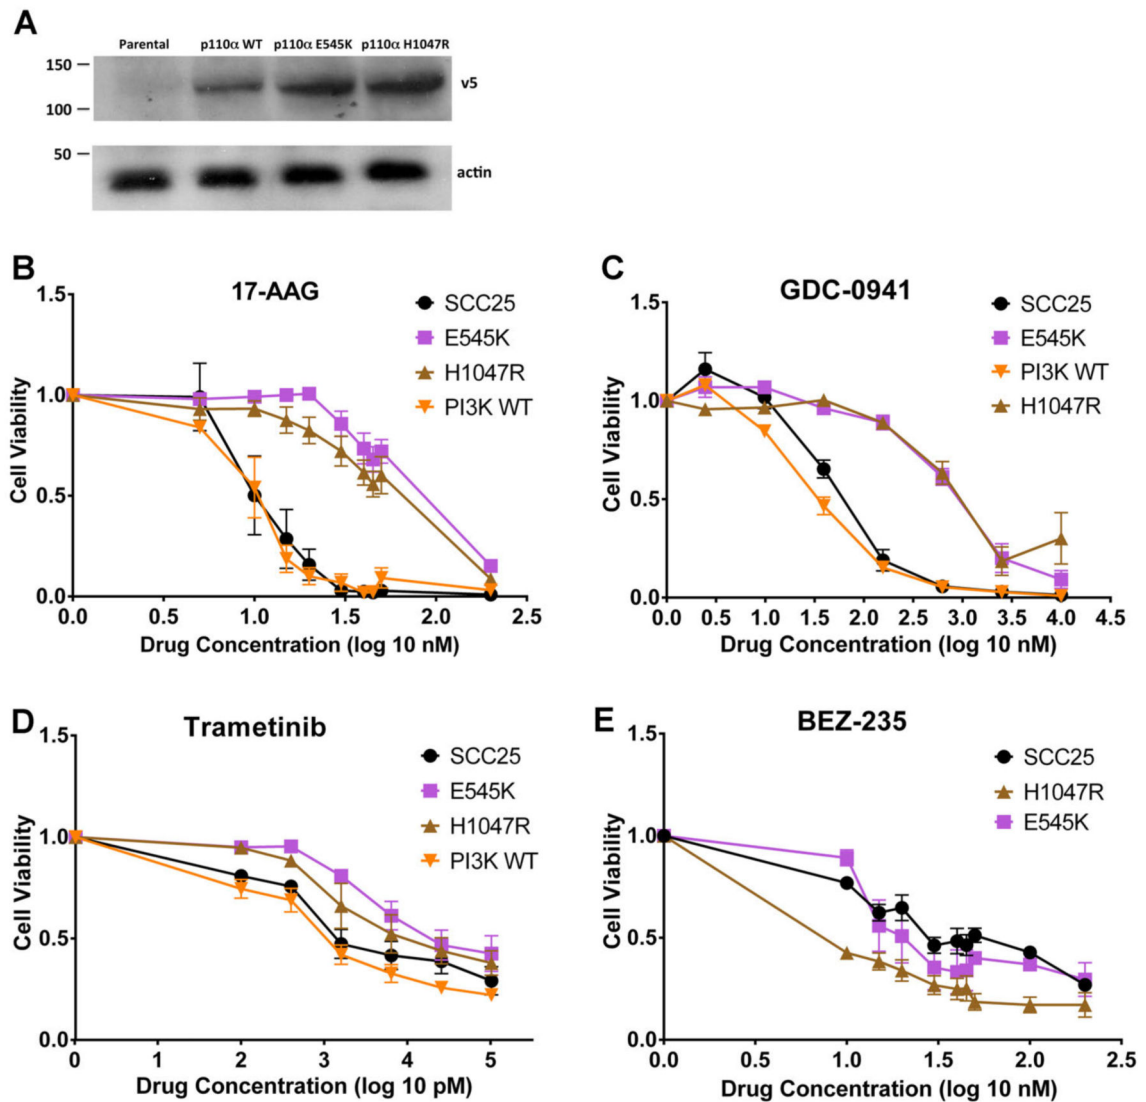 A
Parental p110α WT p110α E545K p110α H1047R
150
100
v5
50
actin
B
17-AAG
1.5
1.0
0.5
0.0
Cell Viability
SCC25
E545K
H1047R
PI3K WT
0.0 0.5 1.0 1.5 2.0 2.5
Drug Concentration (log 10 nM)
C
GDC-0941
1.5
1.0
0.5
0.0
Cell Viability
SCC25
E545K
PI3K WT
H1047R
0.0 0.5 1.0 1.5 2.0 2.5 3.0 3.5 4.0 4.5
Drug Concentration (log 10 nM)
D
Trametinib
1.5
1.0
0.5
0.0
Cell Viability
SCC25
E545K
H1047R
PI3K WT
0 1 2 3 4 5
Drug Concentration (log 10 pM)
E
BEZ-235
1.5
1.0
0.5
0.0
Cell Viability
SCC25
H1047R
E545K
0.0 0.5 1.0 1.5 2.0 2.5
Drug Concentration (log 10 nM)